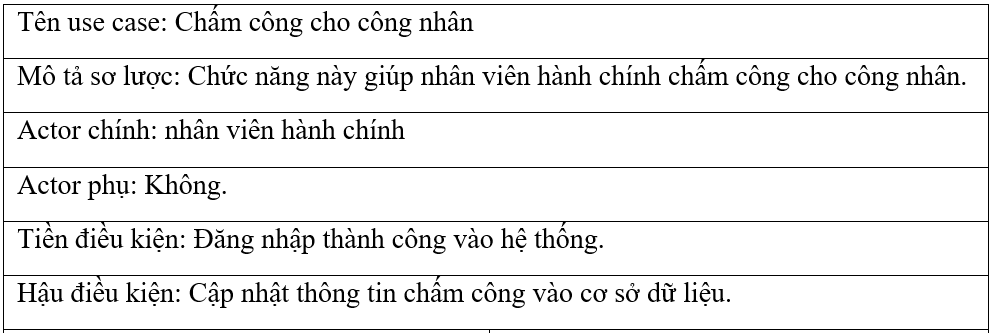 Tên use case: Chấm công cho công nhân
Mô tả sơ lược: Chức năng này giúp nhân viên hành chính chấm công cho công nhân.
Actor chính: nhân viên hành chính
Actor phụ: Không.
Tiền điều kiện: Đăng nhập thành công vào hệ thống.
Hậu điều kiện: Cập nhật thông tin chấm công vào cơ sở dữ liệu.